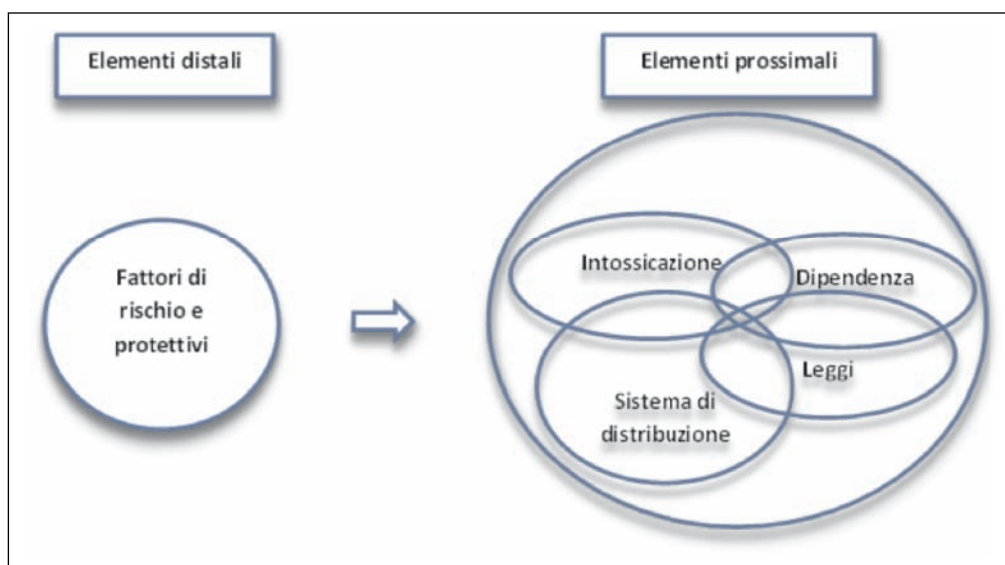 Elementi distali
Elementi prossimali
Fattori di
rischio e
protettivi
Intossicazione
Dipendenza
Leggi
Sistema di
distribuzione